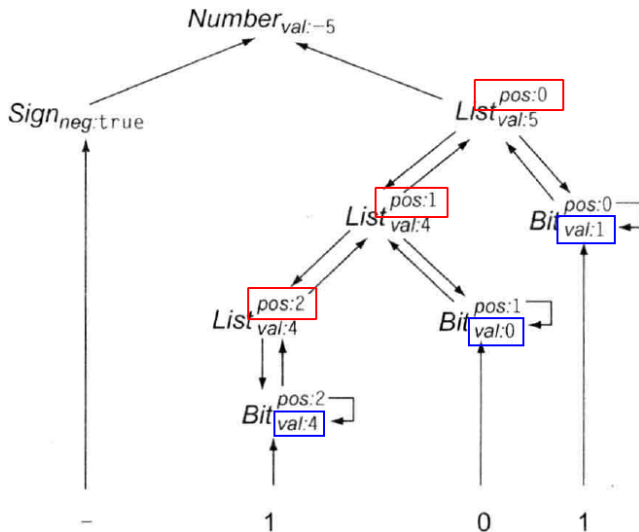 Number val:-5
Sign neg:true
List pos:0 val:5
List pos:1 val:4
Bit pos:0 val:1
List pos:2 val:4
Bit pos:1 val:0
Bit pos:2 val:4
- 1 0 1